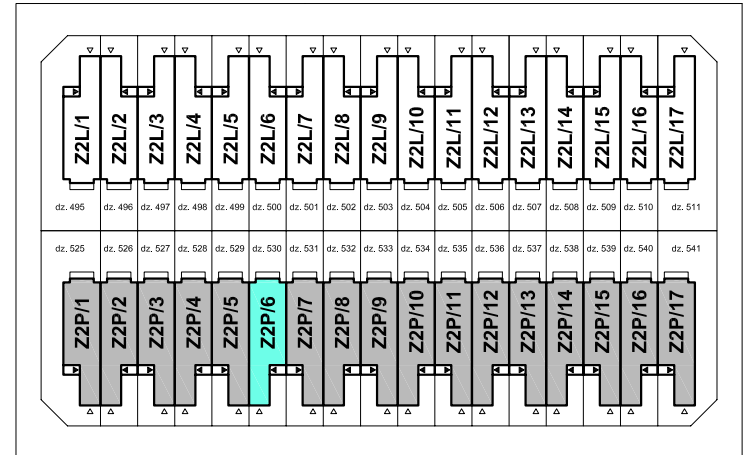 Z2L/1 Z2L/2 Z2L/3 Z2L/4 Z2L/5 Z2L/6 Z2L/7 Z2L/8 Z2L/9 Z2L/10 Z2L/11 Z2L/12 Z2L/13 Z2L/14 Z2L/15 Z2L/16 Z2L/17
dz. 495 dz. 496 dz. 497 dz. 498 dz. 499 dz. 500 dz. 501 dz. 502 dz. 503 dz. 504 dz. 505 dz. 506 dz. 507 dz. 508 dz. 509 dz. 510 dz. 511
dz. 525 dz. 526 dz. 527 dz. 528 dz. 529 dz. 530 dz. 531 dz. 532 dz. 533 dz. 534 dz. 535 dz. 536 dz. 537 dz. 538 dz. 539 dz. 540 dz. 541
Z2P/1 Z2P/2 Z2P/3 Z2P/4 Z2P/5 Z2P/6 Z2P/7 Z2P/8 Z2P/9 Z2P/10 Z2P/11 Z2P/12 Z2P/13 Z2P/14 Z2P/15 Z2P/16 Z2P/17